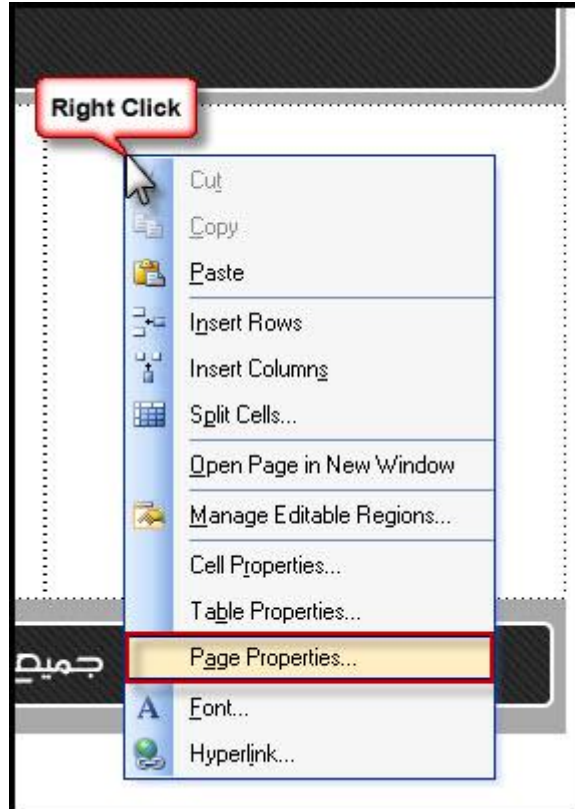 Right Click
Cut
Copy
Paste
Insert Rows
Insert Columns
Split Cells...
Open Page in New Window
Manage Editable Regions...
Cell Properties...
Table Properties...
Page Properties...
جميع
Font...
Hyperlink...